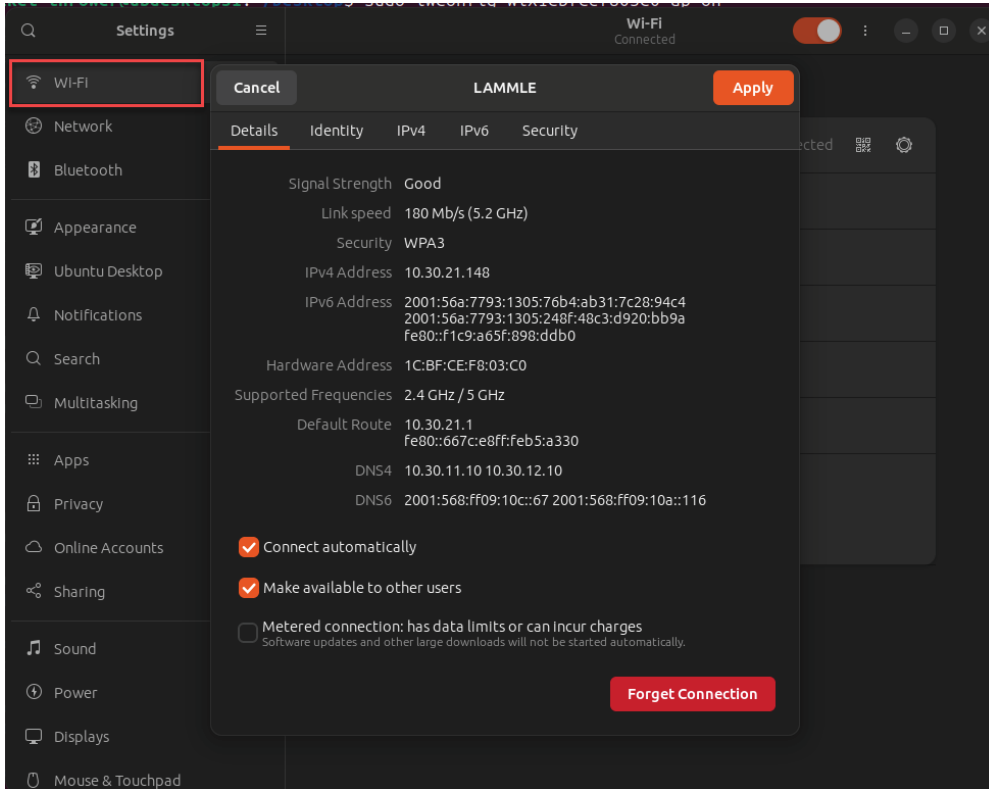 Settings
Wi-Fi
Connected
Wi-Fi
Network
Bluetooth
Appearance
Ubuntu Desktop
Notifications
Search
Multitasking
Apps
Privacy
Online Accounts
Sharing
Sound
Power
Displays
Mouse & Touchpad
Cancel
LAMMLE
Apply
Details Identity IPv4 IPv6 Security
Signal Strength Good
Link speed 180 Mb/s (5.2 GHz)
Security WPA3
IPv4 Address 10.30.21.148
IPv6 Address 2001:56a:7793:1305:76b4:ab31:7c28:94c4
2001:56a:7793:1305:248f:48c3:d920:bb9a
fe80::f1c9:a65f:898:ddb0
Hardware Address 1C:BF:CE:F8:03:C0
Supported Frequencies 2.4 GHz / 5 GHz
Default Route 10.30.21.1
fe80::667c:e8ff:feb5:a330
DNS4 10.30.11.10 10.30.12.10
DNS6 2001:568:ff09:10c::67 2001:568:ff09:10a::116
Connect automatically
Make available to other users
Metered connection: has data limits or can incur charges
Software updates and other large downloads will not be started automatically.
Forget Connection